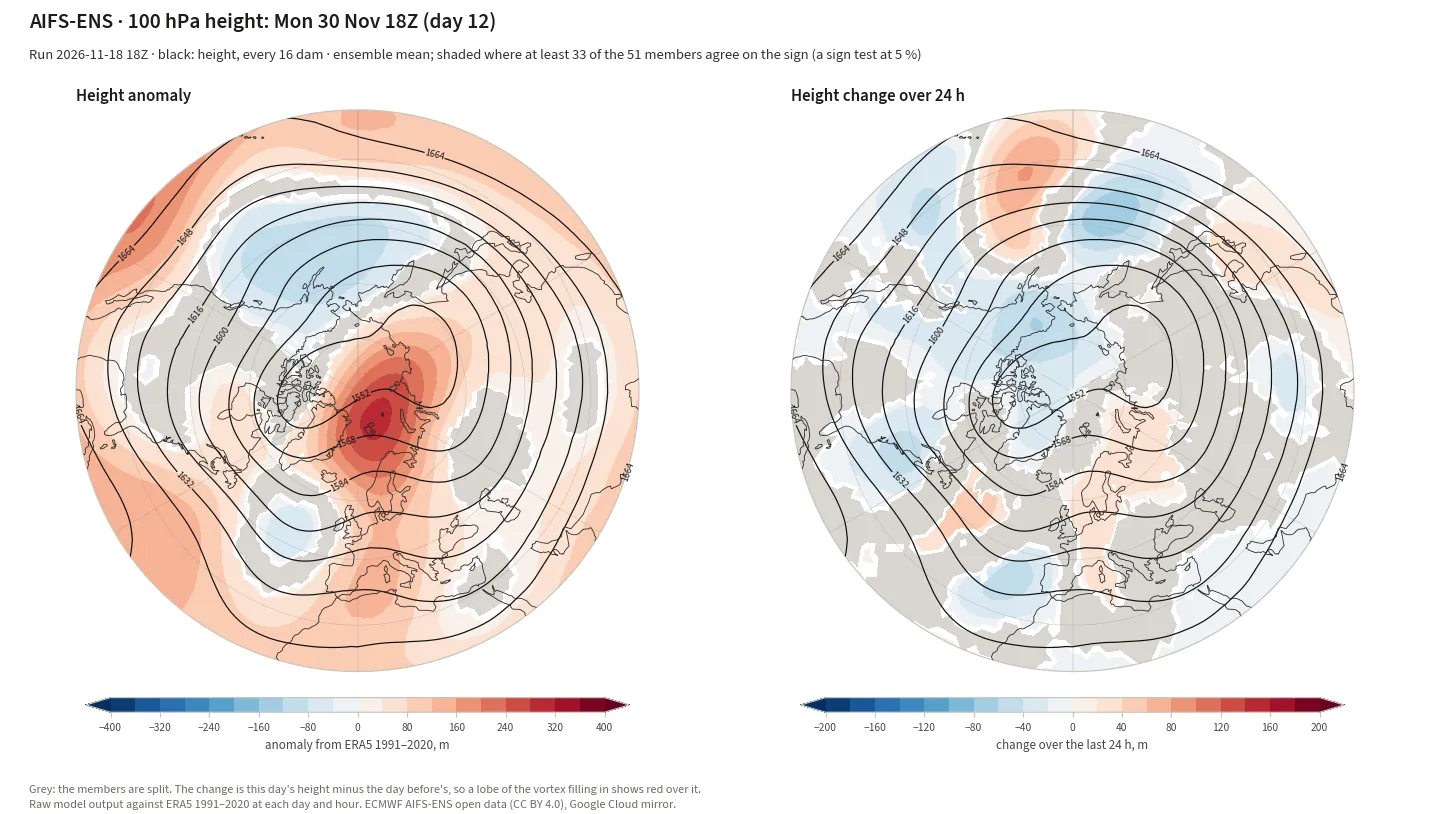 AIFS-ENS · 100 hPa height: Mon 30 Nov 18Z (day 12)
Run 2026-11-18 18Z · black: height, every 16 dam · ensemble mean; shaded where at least 33 of the 51 members agree on the sign (a sign test at 5 %)
Height anomaly
Height change over 24 h
1664
1664
1648
1616
1600
1552
1568
1584
1632
1664
1664
1664
1664
1648
1616
1600
1552
1568
1584
1632
1664
1664
−400 −320 −240 −160 −80 0 80 160 240 320 400
anomaly from ERA5 1991–2020, m
−200 −160 −120 −80 −40 0 40 80 120 160 200
change over the last 24 h, m
Grey: the members are split. The change is this day's height minus the day before's, so a lobe of the vortex filling in shows red over it.
Raw model output against ERA5 1991–2020 at each day and hour. ECMWF AIFS-ENS open data (CC BY 4.0), Google Cloud mirror.